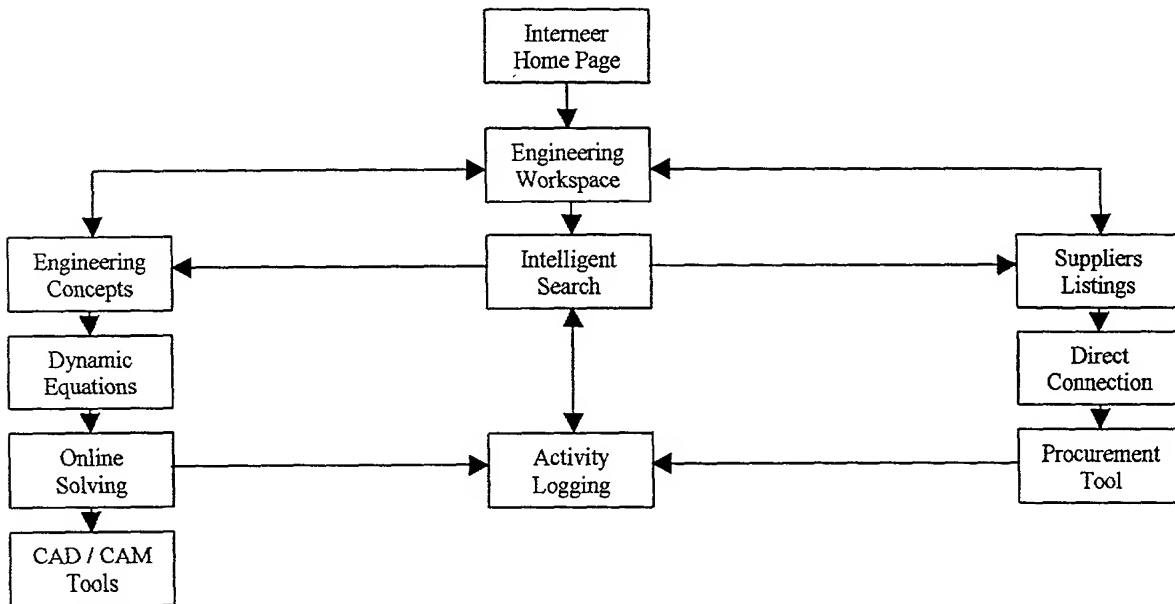 Interneer
Home Page
Engineering
Workspace
Engineering
Concepts
Intelligent
Search
Suppliers
Listings
Dynamic
Equations
Direct
Connection
Online
Solving
Activity
Logging
Procurement
Tool
CAD / CAM
Tools